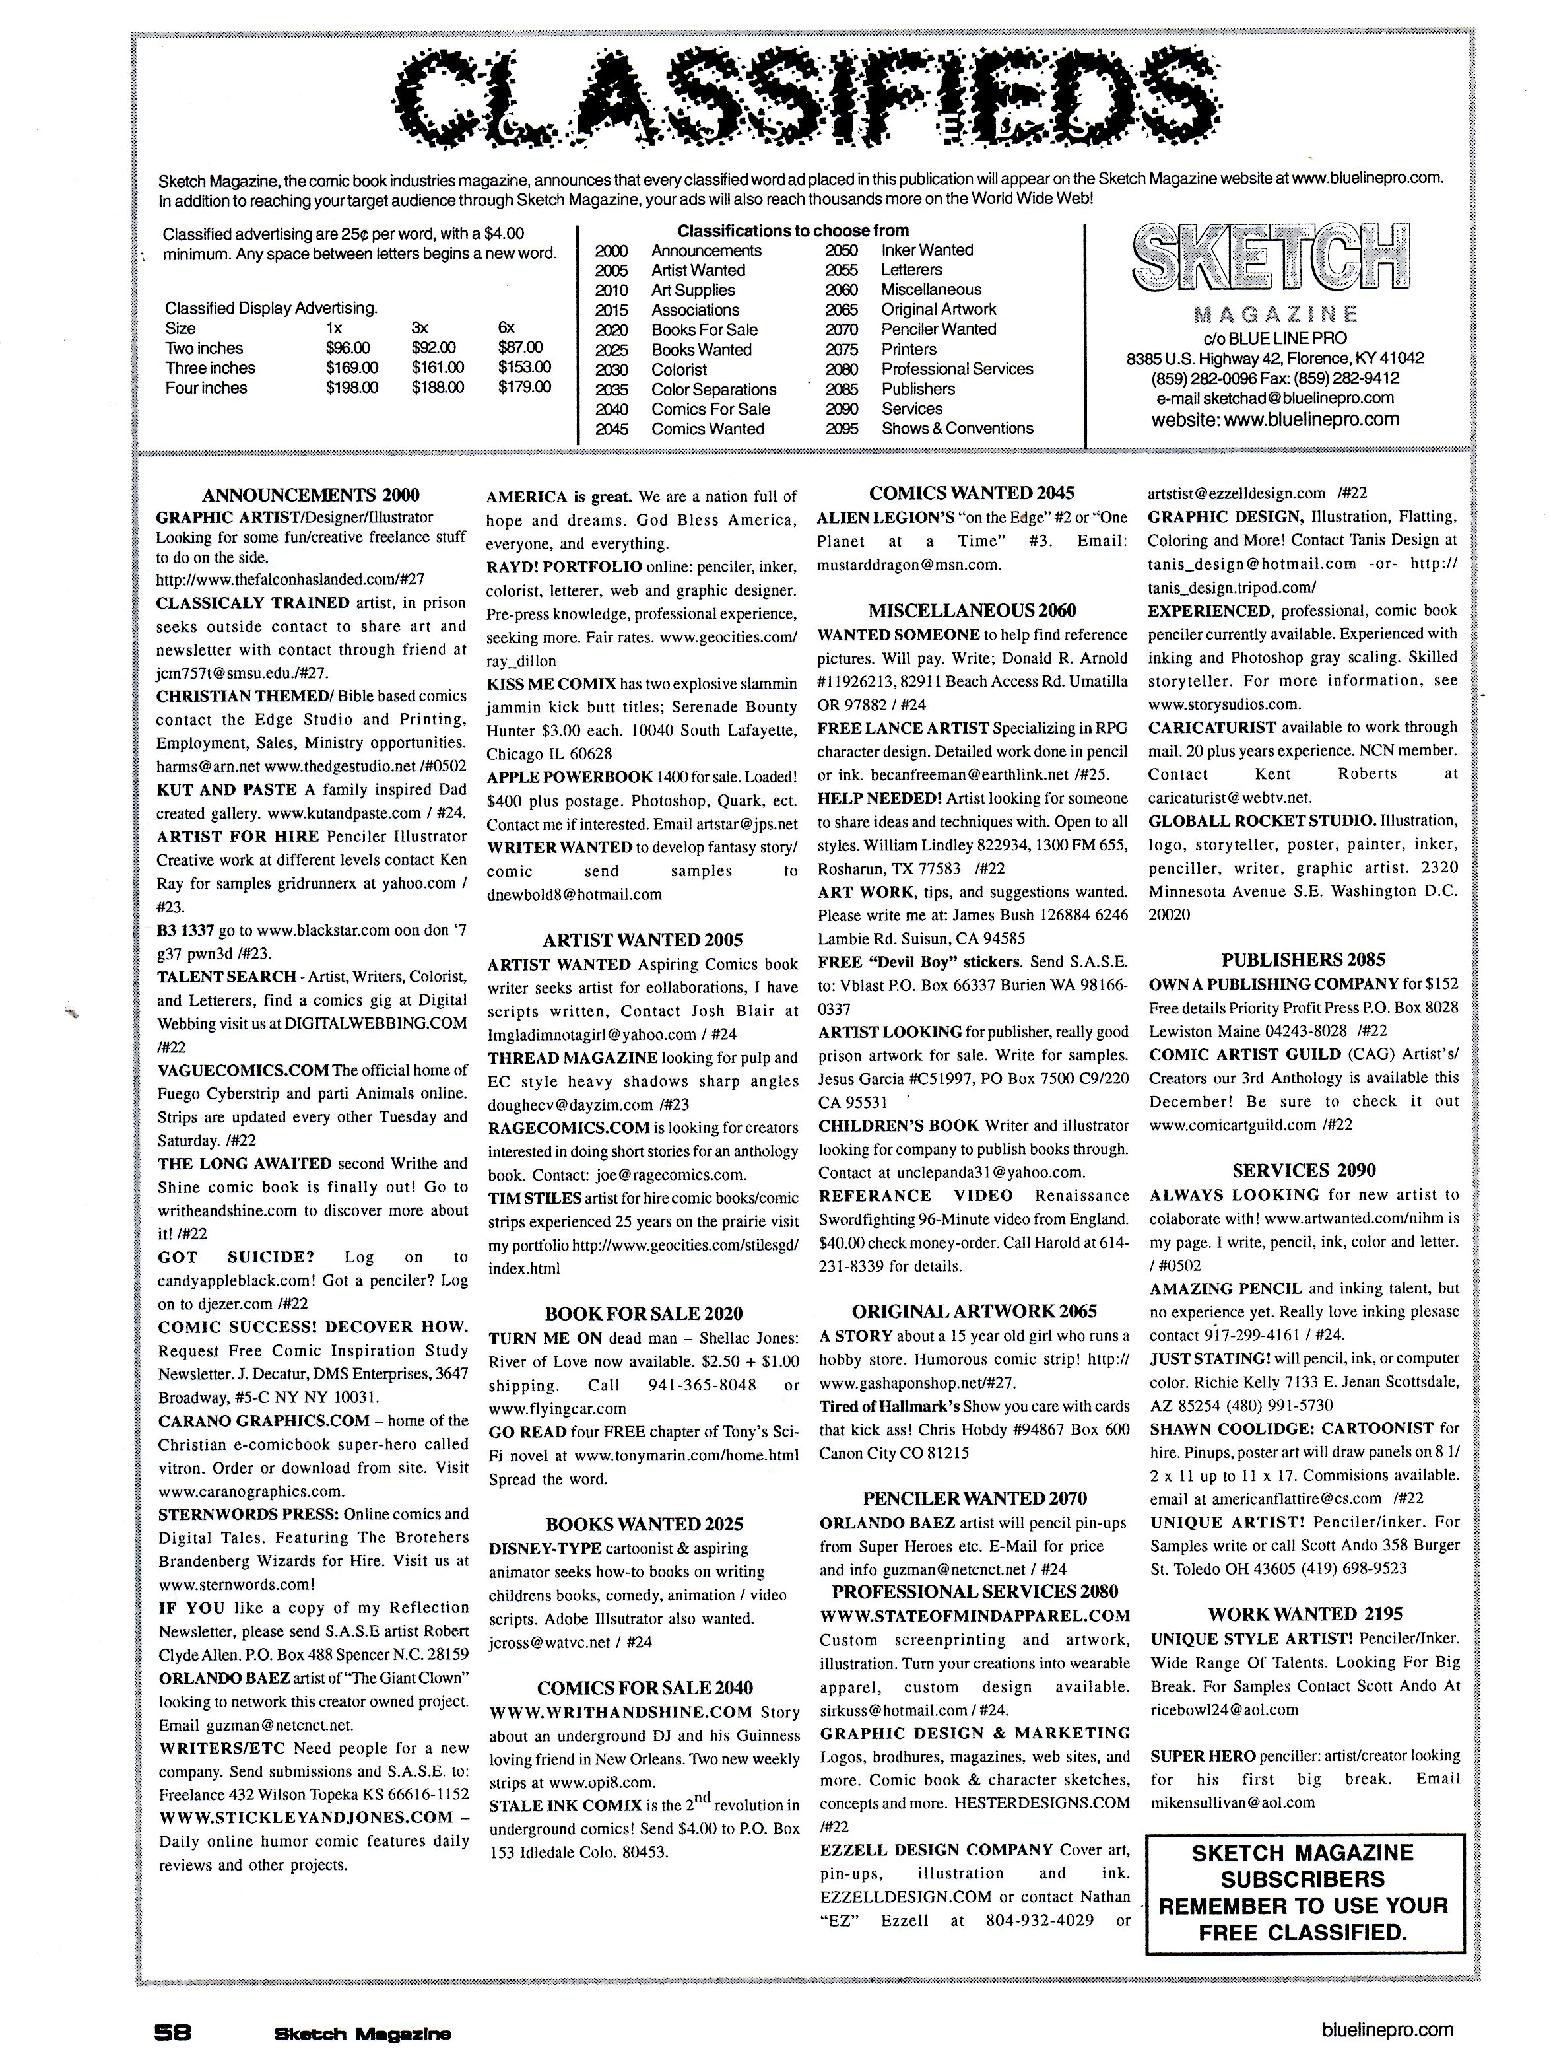 CLASSIFIEDS
Sketch Magazine, the comic book industries magazine, announces that every classified word ad placed in this publication will appear on the Sketch Magazine website at www.bluelinepro.com.
In addition to reaching your target audience through Sketch Magazine, your ads will also reach thousands more on the World Wide Web!
Classified advertising are 25¢ per word, with a $4.00
minimum. Any space between letters begins a new word.
Classified Display Advertising.
Size 1x 3x 6x
Two inches $96.00 $92.00 $87.00
Three inches $169.00 $161.00 $153.00
Four inches $198.00 $188.00 $179.00
Classifications to choose from
2000 Announcements 2050 Inker Wanted
2005 Artist Wanted 2055 Letterers
2010 Art Supplies 2060 Miscellaneous
2015 Associations 2065 Original Artwork
2020 Books For Sale 2070 Penciler Wanted
2025 Books Wanted 2075 Printers
2030 Colorist 2080 Professional Services
2035 Color Separations 2085 Publishers
2040 Comics For Sale 2090 Services
2045 Comics Wanted 2095 Shows & Conventions
SKETCH
MAGAZINE
c/o BLUE LINE PRO
8385 U.S. Highway 42, Florence, KY 41042
(859) 282-0096 Fax: (859) 282-9412
e-mail sketchad@bluelinepro.com
website: www.bluelinepro.com
ANNOUNCEMENTS 2000
GRAPHIC ARTIST/Designer/Illustrator
Looking for some fun/creative freelance stuff
to do on the side.
http://www.thefalconhaslanded.com/#27
CLASSICALY TRAINED artist, in prison
seeks outside contact to share art and
newsletter with contact through friend at
jcm757t@smsu.edu./#27.
CHRISTIAN THEMED/ Bible based comics
contact the Edge Studio and Printing,
Employment, Sales, Ministry opportunities.
harms@arn.net www.thedgestudio.net /#0502
KUT AND PASTE A family inspired Dad
created gallery. www.kutandpaste.com / #24.
ARTIST FOR HIRE Penciler Illustrator
Creative work at different levels contact Ken
Ray for samples gridrunnerx at yahoo.com /
#23.
B3 1337 go to www.blackstar.com oon don '7
g37 pwn3d /#23.
TALENT SEARCH - Artist, Writers, Colorist,
and Letterers, find a comics gig at Digital
Webbing visit us at DIGITALWEBBING.COM
/#22
VAGUECOMICS.COM The official home of
Fuego Cyberstrip and parti Animals online.
Strips are updated every other Tuesday and
Saturday. /#22
THE LONG AWAITED second Writhe and
Shine comic book is finally out! Go to
writheandshine.com to discover more about
it! /#22
GOT SUICIDE? Log on to
candyappleblack.com! Got a penciler? Log
on to djezer.com /#22
COMIC SUCCESS! DECOVER HOW.
Request Free Comic Inspiration Study
Newsletter. J. Decatur, DMS Enterprises, 3647
Broadway, #5-C NY NY 10031.
CARANO GRAPHICS.COM – home of the
Christian e-comicbook super-hero called
vitron. Order or download from site. Visit
www.caranographics.com.
STERNWORDS PRESS: Online comics and
Digital Tales, Featuring The Brotehers
Brandenberg Wizards for Hire. Visit us at
www.sternwords.com!
IF YOU like a copy of my Reflection
Newsletter, please send S.A.S.E artist Robert
Clyde Allen. P.O. Box 488 Spencer N.C. 28159
ORLANDO BAEZ artist of "The Giant Clown"
looking to network this creator owned project.
Email guzman@netcnct.net.
WRITERS/ETC Need people for a new
company. Send submissions and S.A.S.E. to:
Freelance 432 Wilson Topeka KS 66616-1152
WWW.STICKLEYANDJONES.COM –
Daily online humor comic features daily
reviews and other projects.
AMERICA is great. We are a nation full of
hope and dreams. God Bless America,
everyone, and everything.
RAYD! PORTFOLIO online: penciler, inker,
colorist, letterer, web and graphic designer.
Pre-press knowledge, professional experience,
seeking more. Fair rates. www.geocities.com/
ray_dillon
KISS ME COMIX has two explosive slammin
jammin kick butt titles; Serenade Bounty
Hunter $3.00 each. 10040 South Lafayette,
Chicago IL 60628
APPLE POWERBOOK 1400 for sale. Loaded!
$400 plus postage. Photoshop, Quark, ect.
Contact me if interested. Email artstar@jps.net
WRITER WANTED to develop fantasy story/
comic send samples to
dnewbold8@hotmail.com
ARTIST WANTED 2005
ARTIST WANTED Aspiring Comics book
writer seeks artist for eollaborations, I have
scripts written, Contact Josh Blair at
Imgladimnotagirl@yahoo.com / #24
THREAD MAGAZINE looking for pulp and
EC style heavy shadows sharp angles
doughecv@dayzim.com /#23
RAGECOMICS.COM is looking for creators
interested in doing short stories for an anthology
book. Contact: joe@ragecomics.com.
TIM STILES artist for hire comic books/comic
strips experienced 25 years on the prairie visit
my portfolio http://www.geocities.com/stilesgd/
index.html
BOOK FOR SALE 2020
TURN ME ON dead man – Shellac Jones:
River of Love now available. $2.50 + $1.00
shipping. Call 941-365-8048 or
www.flyingcar.com
GO READ four FREE chapter of Tony's Sci-
Fi novel at www.tonymarin.com/home.html
Spread the word.
BOOKS WANTED 2025
DISNEY-TYPE cartoonist & aspiring
animator seeks how-to books on writing
childrens books, comedy, animation / video
scripts. Adobe Illsutrator also wanted.
jcross@watvc.net / #24
COMICS FOR SALE 2040
WWW.WRITHANDSHINE.COM Story
about an underground DJ and his Guinness
loving friend in New Orleans. Two new weekly
strips at www.opi8.com.
STALE INK COMIX is the 2nd revolution in
underground comics! Send $4.00 to P.O. Box
153 Idledale Colo. 80453.
COMICS WANTED 2045
ALIEN LEGION'S "on the Edge" #2 or "One
Planet at a Time" #3. Email:
mustarddragon@msn.com.
MISCELLANEOUS 2060
WANTED SOMEONE to help find reference
pictures. Will pay. Write; Donald R. Arnold
#11926213, 82911 Beach Access Rd. Umatilla
OR 97882 / #24
FREE LANCE ARTIST Specializing in RPG
character design. Detailed work done in pencil
or ink. becanfreeman@earthlink.net /#25.
HELP NEEDED! Artist looking for someone
to share ideas and techniques with. Open to all
styles. William Lindley 822934, 1300 FM 655,
Rosharun, TX 77583 /#22
ART WORK, tips, and suggestions wanted.
Please write me at: James Bush 126884 6246
Lambie Rd. Suisun, CA 94585
FREE "Devil Boy" stickers. Send S.A.S.E.
to: Vblast P.O. Box 66337 Burien WA 98166-
0337
ARTIST LOOKING for publisher, really good
prison artwork for sale. Write for samples.
Jesus Garcia #C51997, PO Box 7500 C9/220
CA 95531
CHILDREN'S BOOK Writer and illustrator
looking for company to publish books through.
Contact at unclepanda31@yahoo.com.
REFERANCE VIDEO Renaissance
Swordfighting 96-Minute video from England.
$40.00 check money-order. Call Harold at 614-
231-8339 for details.
ORIGINAL ARTWORK 2065
A STORY about a 15 year old girl who runs a
hobby store. Humorous comic strip! http://
www.gashaponshop.net/#27.
Tired of Hallmark's Show you care with cards
that kick ass! Chris Hobdy #94867 Box 600
Canon City CO 81215
PENCILER WANTED 2070
ORLANDO BAEZ artist will pencil pin-ups
from Super Heroes etc. E-Mail for price
and info guzman@netcnct.net / #24
PROFESSIONAL SERVICES 2080
WWW.STATEOFMINDAPPAREL.COM
Custom screenprinting and artwork,
illustration. Turn your creations into wearable
apparel, custom design available.
sirkuss@hotmail.com / #24.
GRAPHIC DESIGN & MARKETING
Logos, brodhures, magazines, web sites, and
more. Comic book & character sketches,
concepts and more. HESTERDESIGNS.COM
/#22
EZZELL DESIGN COMPANY Cover art,
pin-ups, illustration and ink.
EZZELLDESIGN.COM or contact Nathan
"EZ" Ezzell at 804-932-4029 or
artstist@ezzelldesign.com /#22
GRAPHIC DESIGN, Illustration, Flatting,
Coloring and More! Contact Tanis Design at
tanis_design@hotmail.com -or- http://
tanis_design.tripod.com/
EXPERIENCED, professional, comic book
penciler currently available. Experienced with
inking and Photoshop gray scaling. Skilled
storyteller. For more information, see
www.storysudios.com.
CARICATURIST available to work through
mail. 20 plus years experience. NCN member.
Contact Kent Roberts at
caricaturist@webtv.net.
GLOBALL ROCKET STUDIO. Illustration,
logo, storyteller, poster, painter, inker,
penciller, writer, graphic artist. 2320
Minnesota Avenue S.E. Washington D.C.
20020
PUBLISHERS 2085
OWN A PUBLISHING COMPANY for $152
Free details Priority Profit Press P.O. Box 8028
Lewiston Maine 04243-8028 /#22
COMIC ARTIST GUILD (CAG) Artist's/
Creators our 3rd Anthology is available this
December! Be sure to check it out
www.comicartguild.com /#22
SERVICES 2090
ALWAYS LOOKING for new artist to
colaborate with! www.artwanted.com/nihm is
my page. I write, pencil, ink, color and letter.
/ #0502
AMAZING PENCIL and inking talent, but
no experience yet. Really love inking plesase
contact 917-299-4161 / #24.
JUST STATING! will pencil, ink, or computer
color. Richie Kelly 7133 E. Jenan Scottsdale,
AZ 85254 (480) 991-5730
SHAWN COOLIDGE: CARTOONIST for
hire. Pinups, poster art will draw panels on 8 1/
2 x 11 up to 11 x 17. Commisions available.
email at americanflattire@cs.com /#22
UNIQUE ARTIST! Penciler/inker. For
Samples write or call Scott Ando 358 Burger
St. Toledo OH 43605 (419) 698-9523
WORK WANTED 2195
UNIQUE STYLE ARTIST! Penciler/Inker.
Wide Range Of Talents. Looking For Big
Break. For Samples Contact Scott Ando At
ricebowl24@aol.com
SUPER HERO penciller: artist/creator looking
for his first big break. Email
mikensullivan@aol.com
SKETCH MAGAZINE
SUBSCRIBERS
REMEMBER TO USE YOUR
FREE CLASSIFIED.
58 Sketch Magazine bluelinepro.com